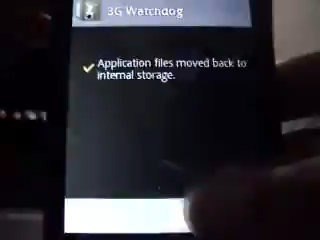 3G Watchdog
Application files moved back to
internal storage.